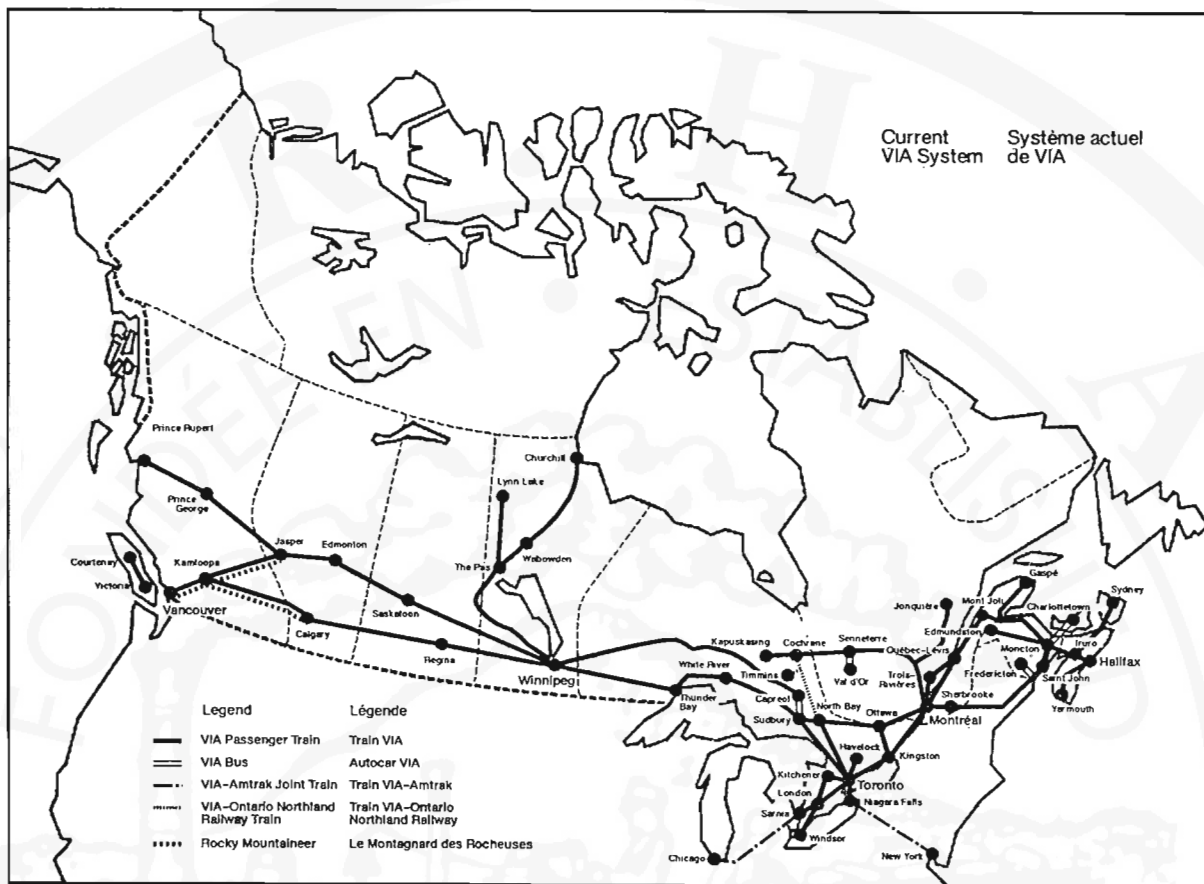 Current
VIA System
Système actuel
de VIA
Prince Rupert
Churchill
Lynn Lake
Prince
George
Jasper
Edmonton
Wabowden
The Pas
Courtenay
Kamloops
Victoria
Vancouver
Saskatoon
Calgary
Regina
Winnipeg
Gaspé
Sydney
Mont Joli
Charlottetown
Jonquière
Kapuskasing
Cochrane
Senneterre
Edmundston
Québec-Lévis
Moncton
Truro
White River
Timmins
Val d'Or
Trois-
Rivières
Fredericton
Halifax
Saint John
Thunder
Bay
Capreol
Sherbrooke
Yarmouth
Sudbury
North Bay
Ottawa
Montréal
Havelock
Kingston
Kitchener
Toronto
London
Niagara Falls
Sarnia
Windsor
Chicago
New York
Legend
Légende
VIA Passenger Train
Train VIA
VIA Bus
Autocar VIA
VIA-Amtrak Joint Train
Train VIA-Amtrak
VIA-Ontario Northland
Railway Train
Train VIA-Ontario
Northland Railway
Rocky Mountaineer
Le Montagnard des Rocheuses
R H A
FONDÉE EN
ESTABLIS